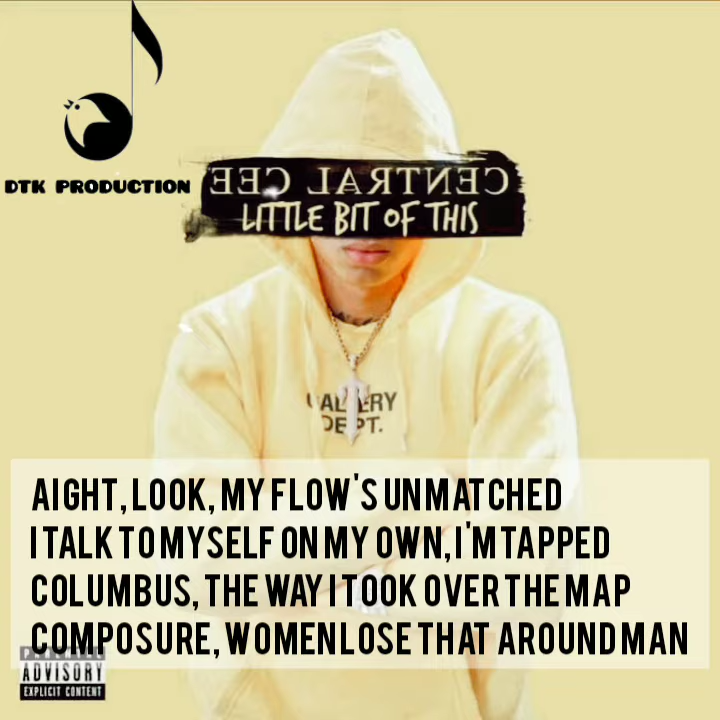 DTK PRODUCTION
CENTRAL CEE
LITTLE BIT OF THIS
GALLERY
DEPT.
AIGHT, LOOK, MY FLOW'S UNMATCHED
I TALK TO MYSELF ON MY OWN, I'M TAPPED
COLUMBUS, THE WAY I TOOK OVER THE MAP
COMPOSURE, WOMEN LOSE THAT AROUND MAN
ADVISORY
EXPLICIT CONTENT